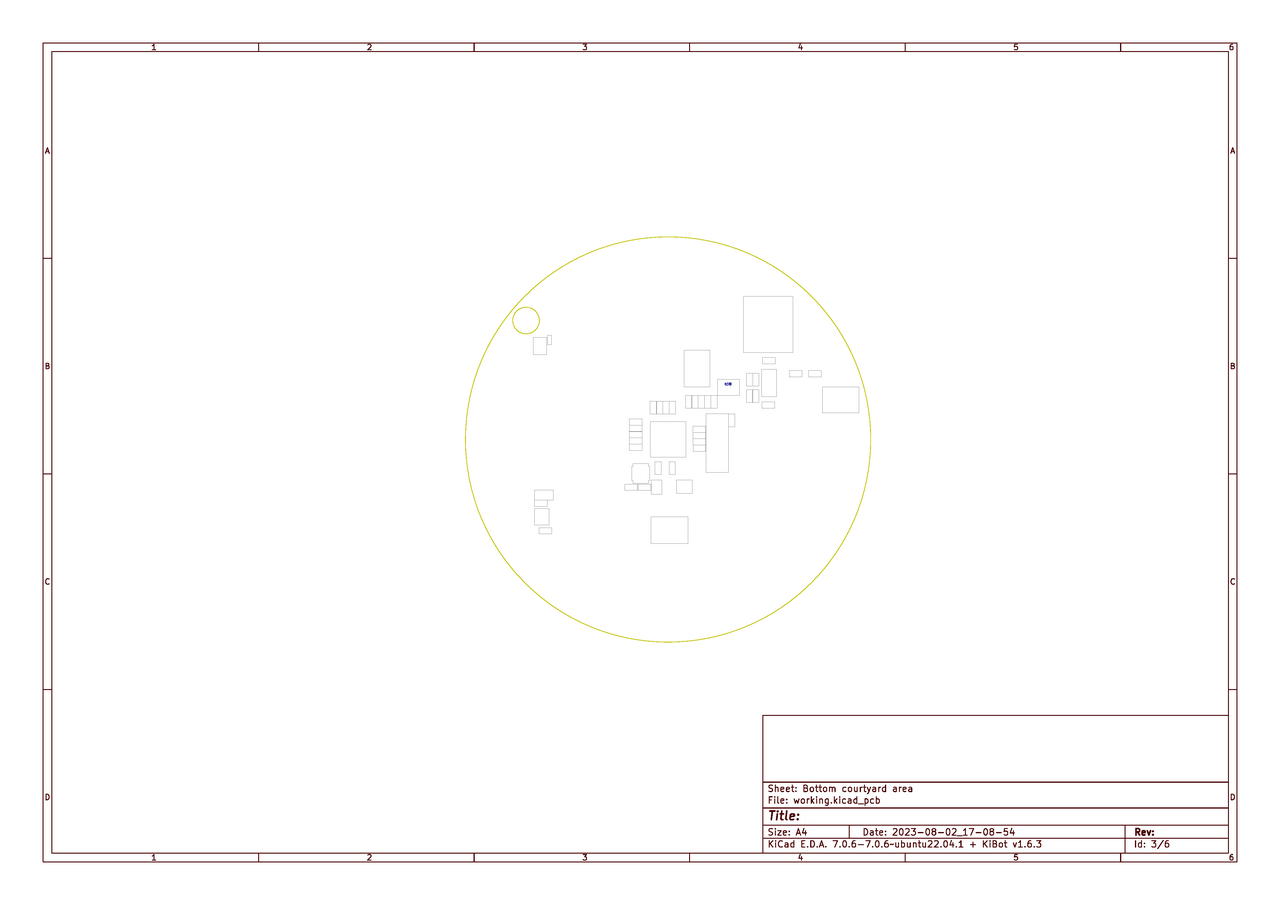 1 2 3 4 5 6
A A
B B
C C
D D
Sheet: Bottom courtyard area
File: working.kicad_pcb
Title:
Size: A4 Date: 2023-08-02_17-08-54 Rev:
KiCad E.D.A. 7.0.6-7.0.6~ubuntu22.04.1 + KiBot v1.6.3 Id: 3/6
1 2 3 4 5 6